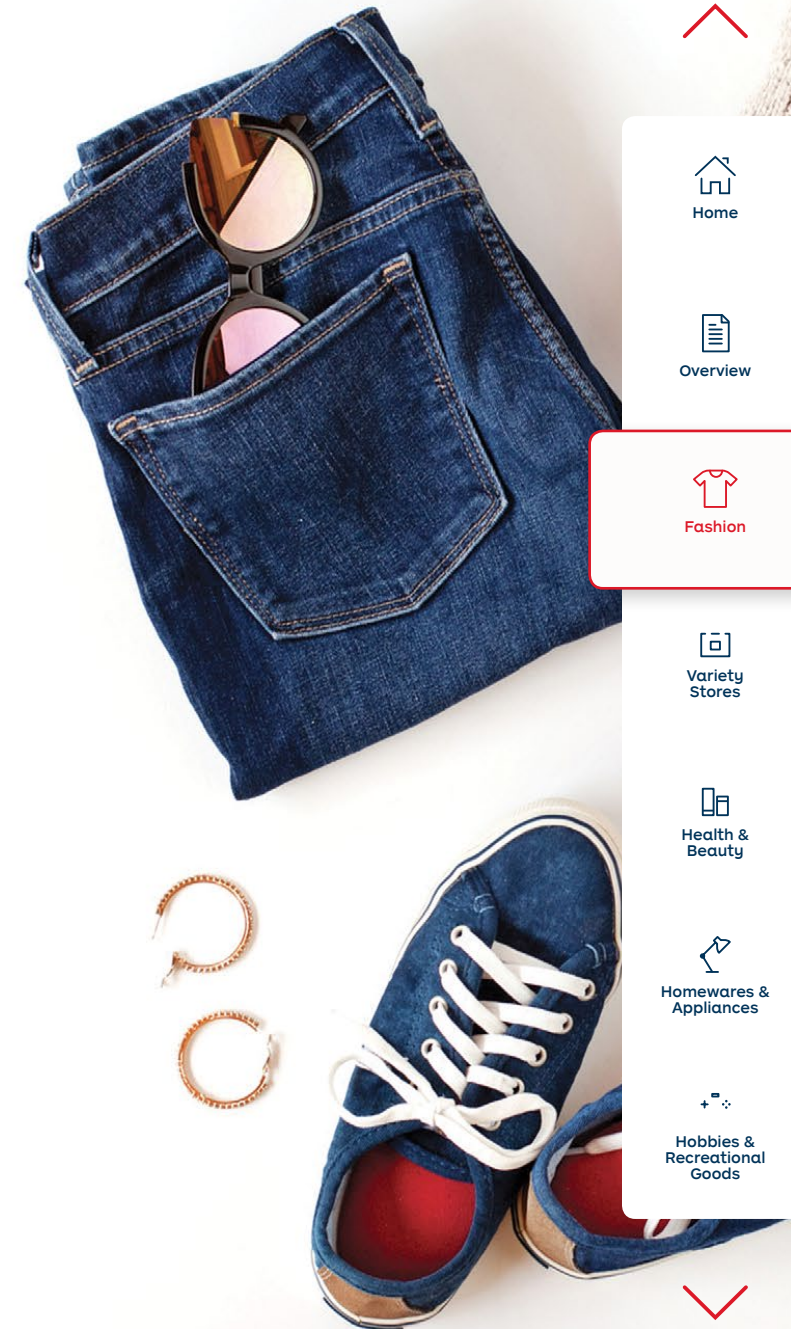 Home
Overview
Fashion
Variety
Stores
Health &
Beauty
Homewares &
Appliances
Hobbies &
Recreational
Goods